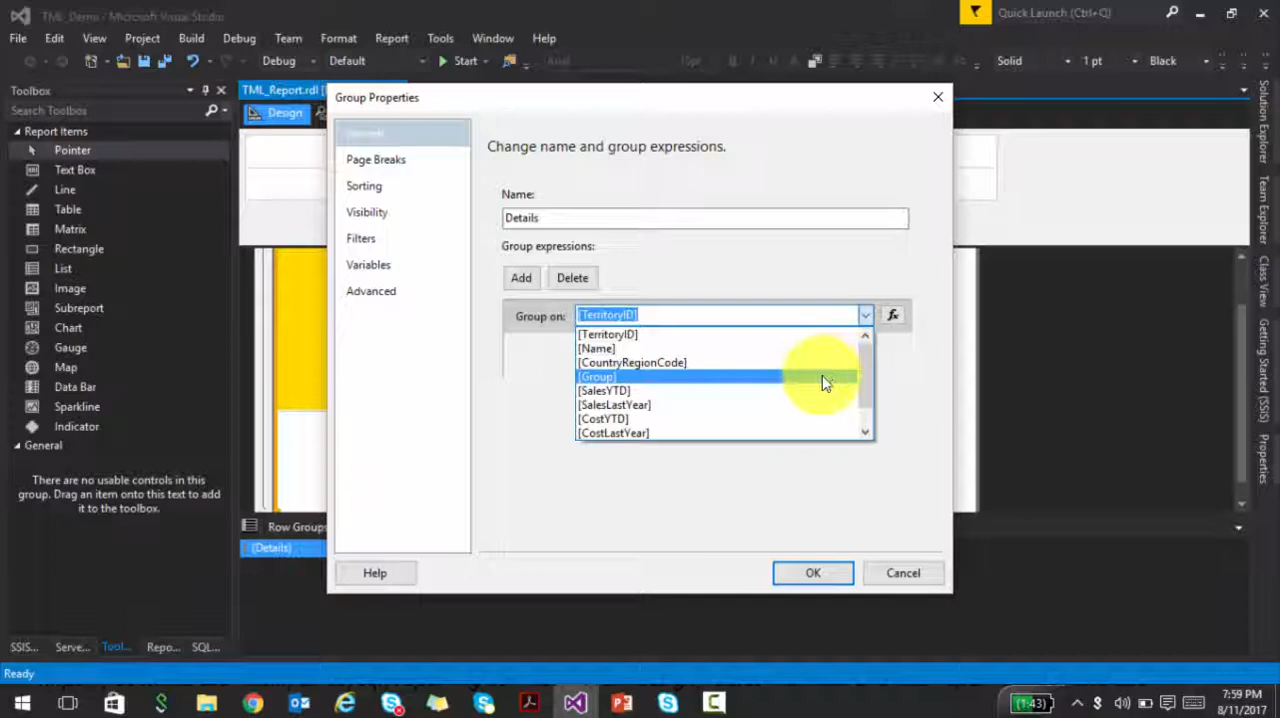 TML_Demo - Microsoft Visual Studio
Quick Launch (Ctrl+Q)
File Edit View Project Build Debug Team Format Report Tools Window Help
Debug Default Start Arial 10pt Solid 1 pt Black
Toolbox
Search Toolbox
Report Items
Pointer
Text Box
Line
Table
Matrix
Rectangle
List
Image
Subreport
Chart
Gauge
Map
Data Bar
Sparkline
Indicator
General
There are no usable controls in this
group. Drag an item onto this text to add
it to the toolbox.
SSIS... Serve... Tool... Repo... SQL...
TML_Report.rdl
Design
Group Properties
General
Page Breaks
Sorting
Visibility
Filters
Variables
Advanced
Change name and group expressions.
Name:
Details
Group expressions:
Add Delete
Group on: [TerritoryID] fx
[TerritoryID]
[Name]
[CountryRegionCode]
[Group]
[SalesYTD]
[SalesLastYear]
[CostYTD]
[CostLastYear]
Help OK Cancel
Row Groups
(Details)
Solution Explorer
Team Explorer
Class View
Getting Started (SSIS)
Properties
Ready
(1:43)
7:59 PM
8/11/2017